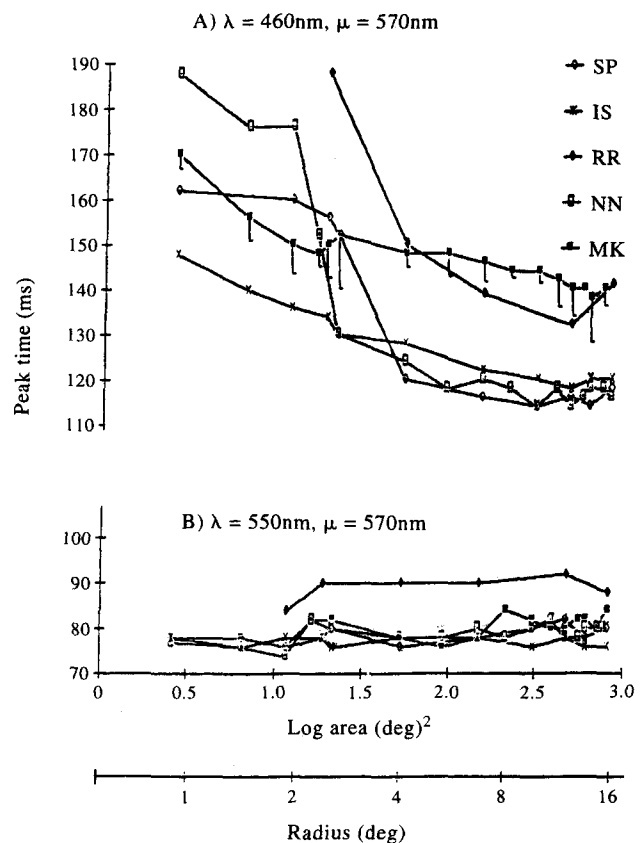 A) λ = 460nm, μ = 570nm
190
180
170
160
150
140
130
120
110
Peak time (ms)
SP
IS
RR
NN
MK
B) λ = 550nm, μ = 570nm
100
90
80
70
0
0.5
1.0
1.5
2.0
2.5
3.0
Log area (deg)²
1
2
4
8
16
Radius (deg)